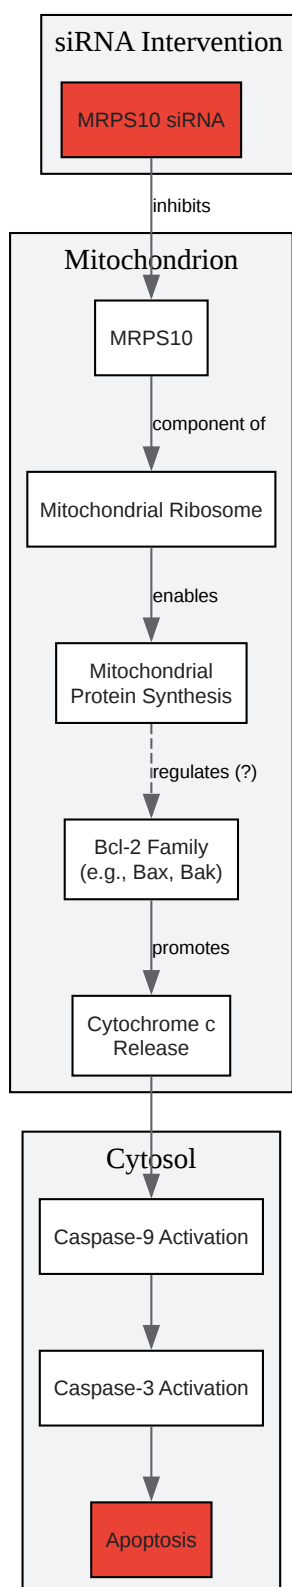 siRNA Intervention
MRPS10 siRNA
inhibits
Mitochondrion
MRPS10
component of
Mitochondrial Ribosome
enables
Mitochondrial
Protein Synthesis
regulates (?)
Bcl-2 Family
(e.g., Bax, Bak)
promotes
Cytochrome c
Release
Cytosol
Caspase-9 Activation
Caspase-3 Activation
Apoptosis